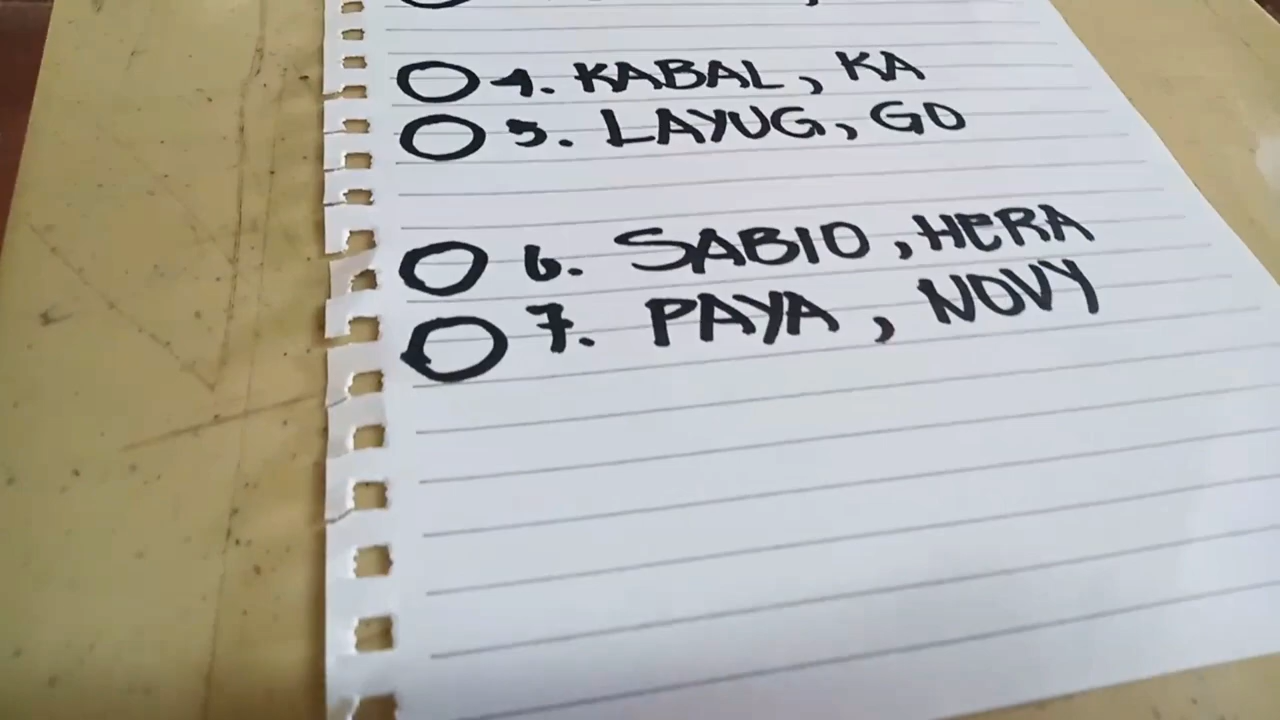 4. KABAL, KA
5. LAYUG, GO
6. SABIO, HERA
7. PAYA, NOVY